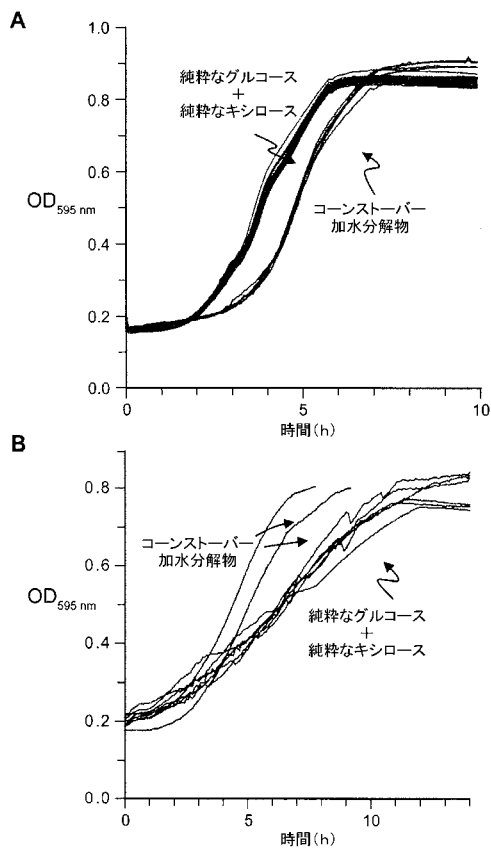 A
1.0
0.8
0.6
OD595 nm
0.4
0.2
0.0
純粋なグルコース
+
純粋なキシロース
コーンストーバー
加水分解物
0
5
10
時間(h)
B
0.8
0.6
OD595 nm
0.4
0.2
0.0
コーンストーバー
加水分解物
純粋なグルコース
+
純粋なキシロース
0
5
10
時間(h)